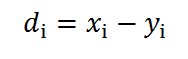 dᵢ = xᵢ − yᵢ